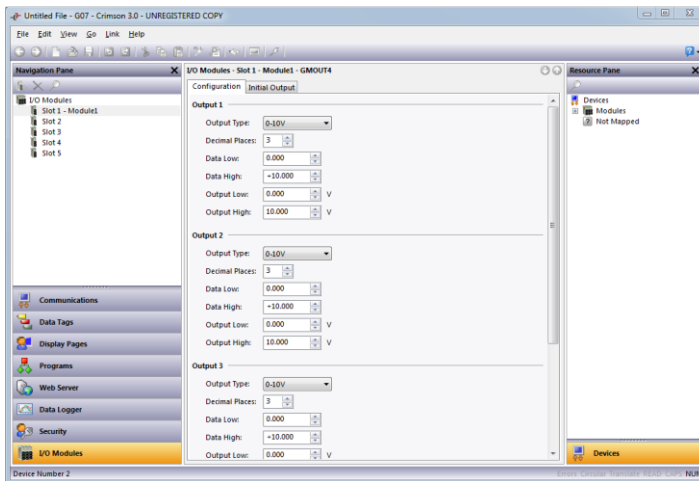 Untitled File - G07 - Crimson 3.0 - UNREGISTERED COPY
File Edit View Go Link Help
Navigation Pane
I/O Modules
Slot 1 - Module1
Slot 2
Slot 3
Slot 4
Slot 5
Communications
Data Tags
Display Pages
Programs
Web Server
Data Logger
Security
I/O Modules
I/O Modules - Slot 1 - Module1 - GMOUT4
Configuration Initial Output
Output 1
Output Type: 0-10V
Decimal Places: 3
Data Low: 0.000
Data High: +10.000
Output Low: 0.000 V
Output High: 10.000 V
Output 2
Output Type: 0-10V
Decimal Places: 3
Data Low: 0.000
Data High: +10.000
Output Low: 0.000 V
Output High: 10.000 V
Output 3
Output Type: 0-10V
Decimal Places: 3
Data Low: 0.000
Data High: +10.000
Output Low: 0.000 V
Resource Pane
Devices
Modules
Not Mapped
Devices
Device Number 2
Errors Circular Translate READ CAPS NUM